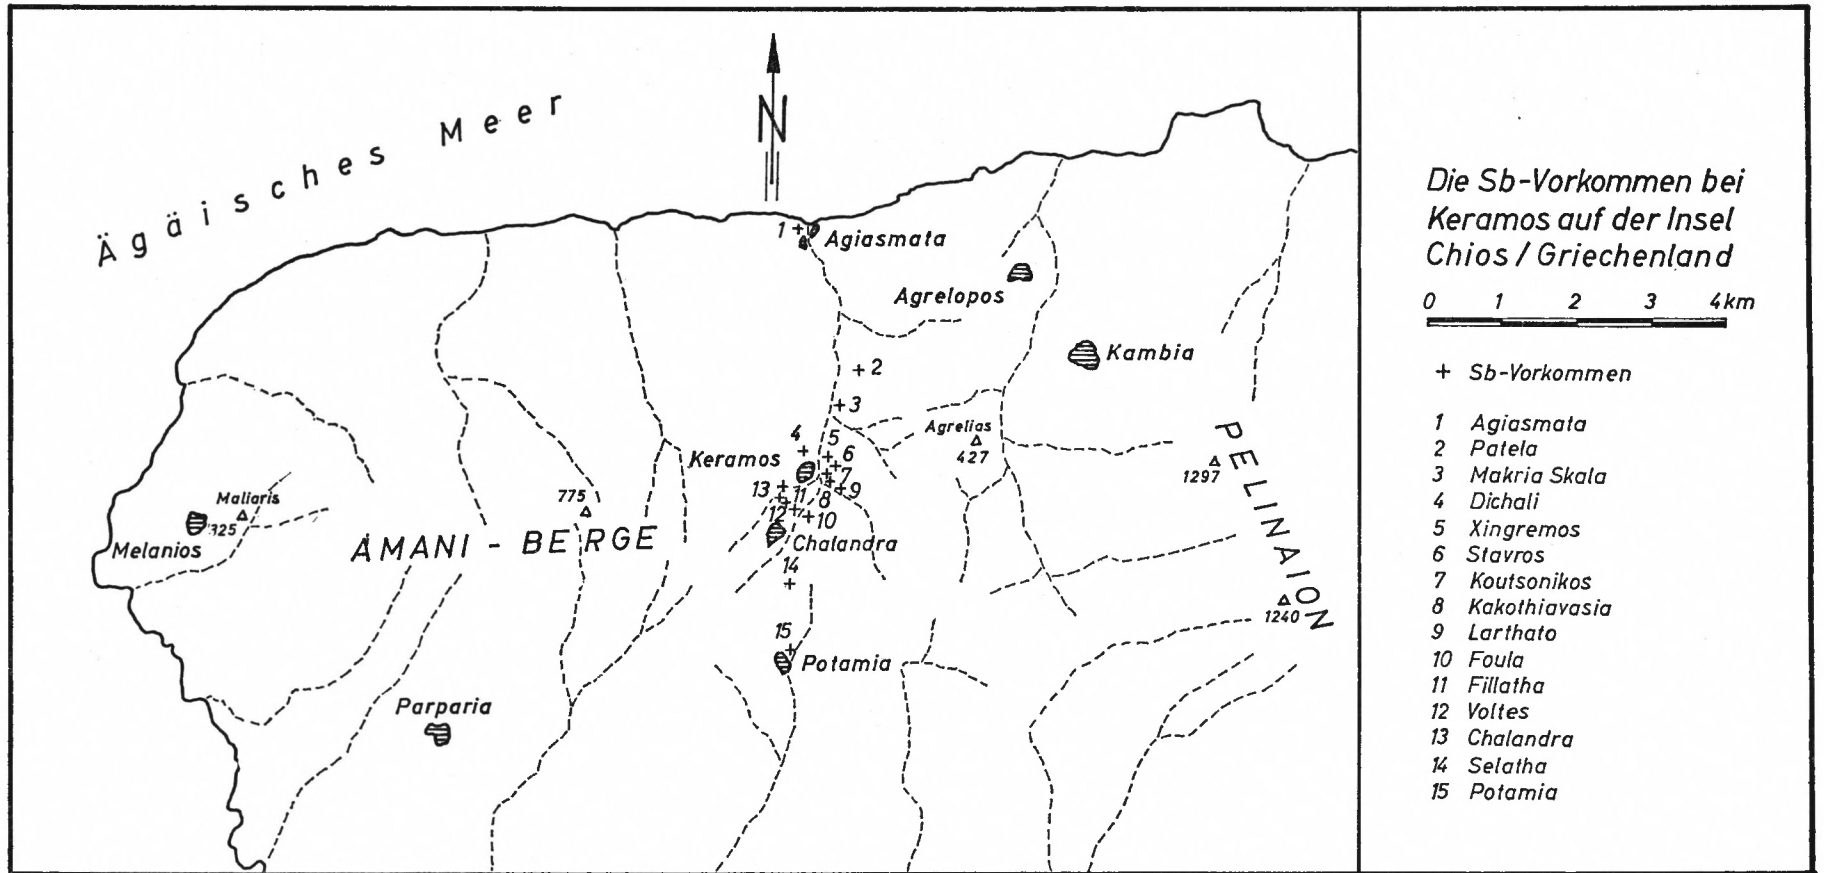 Ägäisches Meer
N
1
Agiasmata
Agrelopos
Kambia
2
3
4
5
Agrelias
427
6
Keramos
7
1297
PELINAION
13
11
9
8
775
Maliaris
325
12
10
Melanios
AMANI - BERGE
Chalandra
14
1240
15
Potamia
Parparia
Die Sb-Vorkommen bei
Keramos auf der Insel
Chios / Griechenland
0 1 2 3 4km
+ Sb-Vorkommen
1 Agiasmata
2 Patela
3 Makria Skala
4 Dichali
5 Xingremos
6 Stavros
7 Koutsonikos
8 Kakothiavasia
9 Larthato
10 Foula
11 Fillatha
12 Voltes
13 Chalandra
14 Selatha
15 Potamia